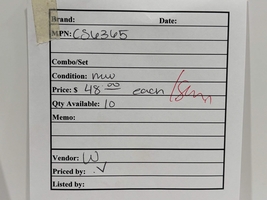 Brand: Date:
MPN: CS6365
Combo/Set
Condition: mw
Price: $ 48 00 each
Qty Available: 10
Memo:
Vendor: W
Priced by: .V
Listed by: